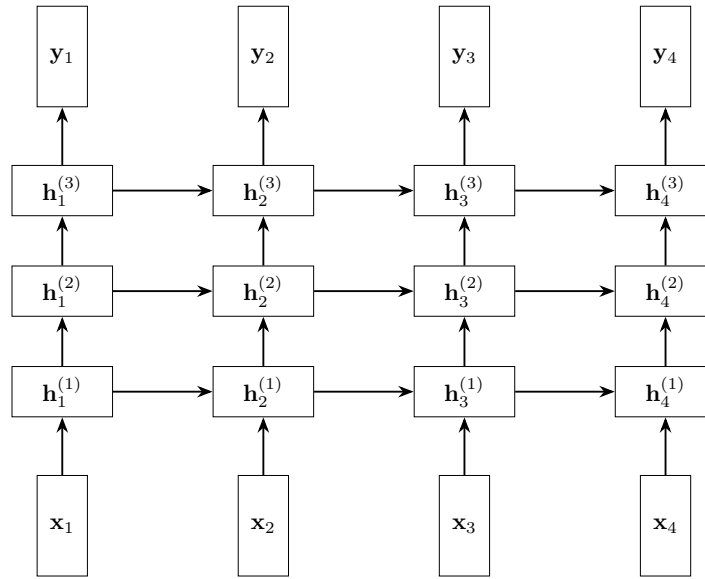 y₁ y₂ y₃ y₄
h₁⁽³⁾ h₂⁽³⁾ h₃⁽³⁾ h₄⁽³⁾
h₁⁽²⁾ h₂⁽²⁾ h₃⁽²⁾ h₄⁽²⁾
h₁⁽¹⁾ h₂⁽¹⁾ h₃⁽¹⁾ h₄⁽¹⁾
x₁ x₂ x₃ x₄